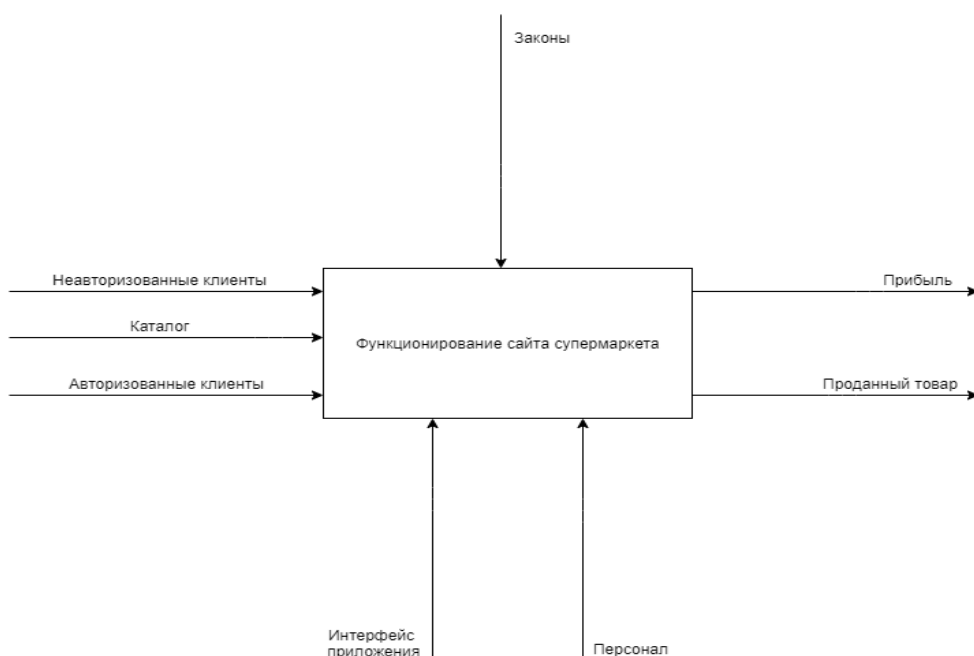 Законы
Неавторизованные клиенты
Прибыль
Каталог
Функционирование сайта супермаркета
Авторизованные клиенты
Проданный товар
Интерфейс
приложения
Персонал